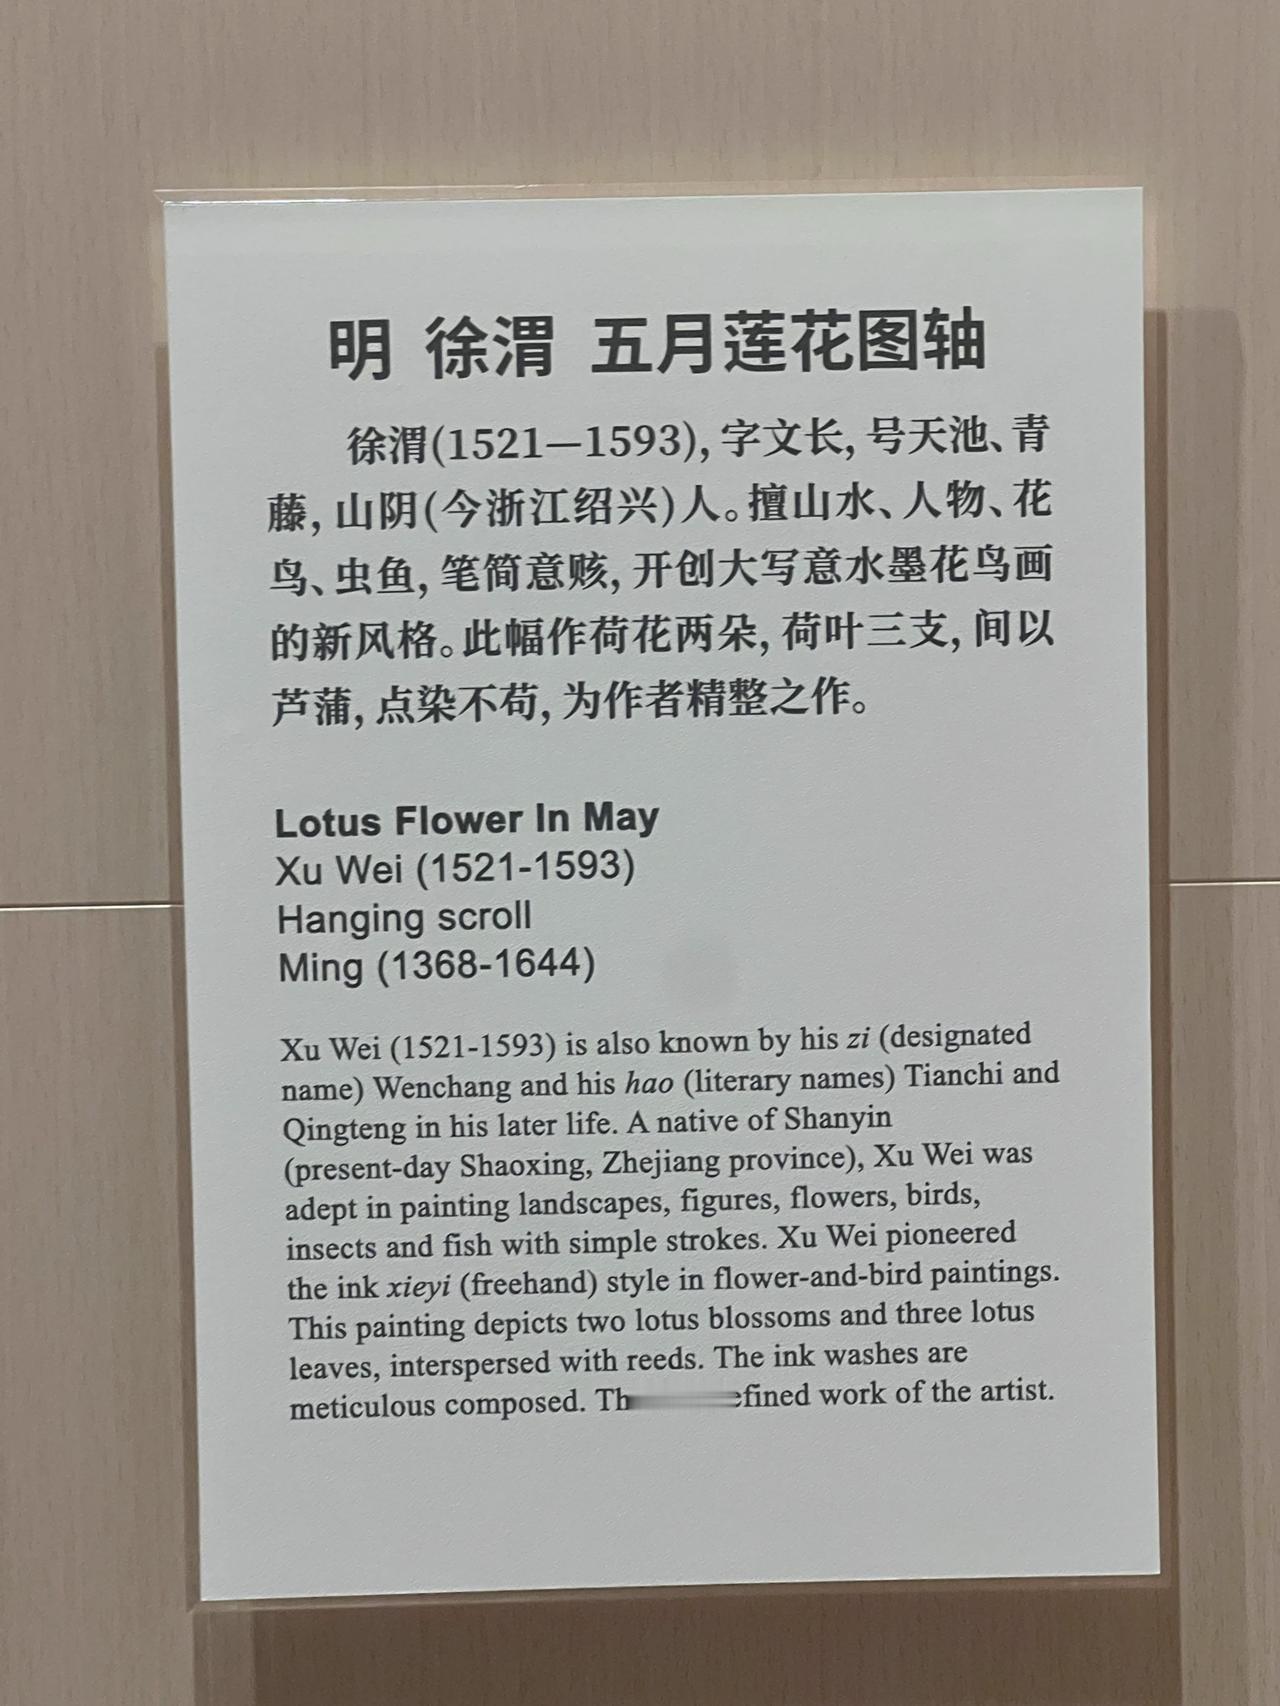 明 徐渭 五月莲花图轴
徐渭(1521—1593), 字文长, 号天池、青
藤, 山阴(今浙江绍兴)人。擅山水、人物、花
鸟、虫鱼, 笔简意赅, 开创大写意水墨花鸟画
的新风格。此幅作荷花两朵, 荷叶三支, 间以
芦蒲, 点染不苟, 为作者精整之作。
Lotus Flower In May
Xu Wei (1521-1593)
Hanging scroll
Ming (1368-1644)
Xu Wei (1521-1593) is also known by his zi (designated
name) Wenchang and his hao (literary names) Tianchi and
Qingteng in his later life. A native of Shanyin
(present-day Shaoxing, Zhejiang province), Xu Wei was
adept in painting landscapes, figures, flowers, birds,
insects and fish with simple strokes. Xu Wei pioneered
the ink xieyi (freehand) style in flower-and-bird paintings.
This painting depicts two lotus blossoms and three lotus
leaves, interspersed with reeds. The ink washes are
meticulous composed. work of the artist.